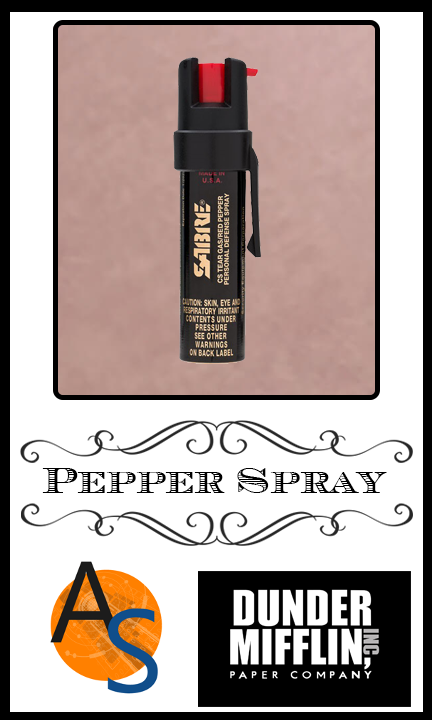 MADE IN
U.S.A.
SABRE®
CS TEAR GAS/RED PEPPER
PERSONAL DEFENSE SPRAY
CAUTION: SKIN, EYE AND
RESPIRATORY IRRITANT
CONTENTS UNDER
PRESSURE
SEE OTHER
WARNINGS
ON BACK LABEL
PEPPER SPRAY
AS
DUNDER
MIFFLIN, INC
PAPER COMPANY